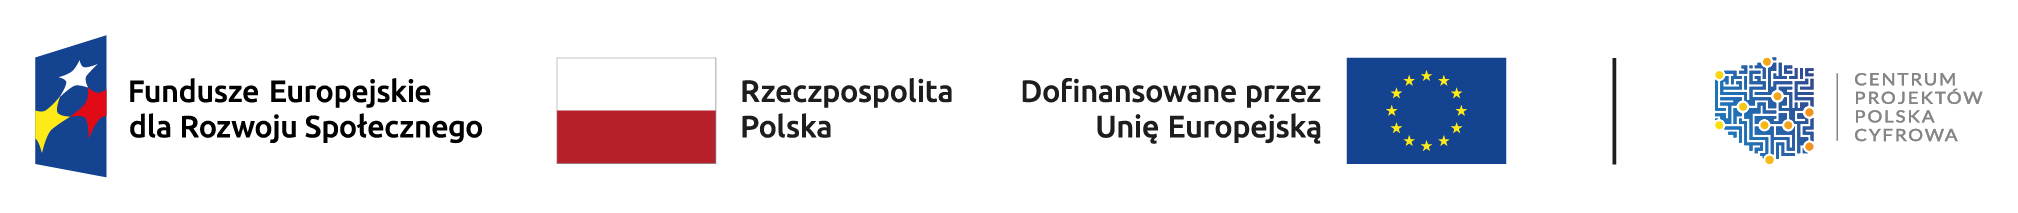 Fundusze Europejskie
dla Rozwoju Społecznego
Rzeczpospolita
Polska
Dofinansowane przez
Unię Europejską
CENTRUM
PROJEKTÓW
POLSKA
CYFROWA